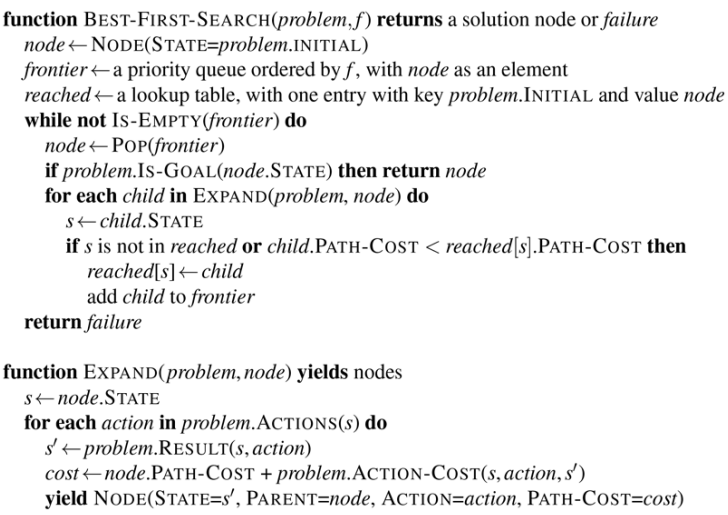 function BEST-FIRST-SEARCH(problem, f) returns a solution node or failure
node ← NODE(STATE=problem.INITIAL)
frontier ← a priority queue ordered by f, with node as an element
reached ← a lookup table, with one entry with key problem.INITIAL and value node
while not IS-EMPTY(frontier) do
node ← POP(frontier)
if problem.IS-GOAL(node.STATE) then return node
for each child in EXPAND(problem, node) do
s ← child.STATE
if s is not in reached or child.PATH-COST < reached[s].PATH-COST then
reached[s] ← child
add child to frontier
return failure
function EXPAND(problem, node) yields nodes
s ← node.STATE
for each action in problem.ACTIONS(s) do
s′ ← problem.RESULT(s, action)
cost ← node.PATH-COST + problem.ACTION-COST(s, action, s′)
yield NODE(STATE=s′, PARENT=node, ACTION=action, PATH-COST=cost)